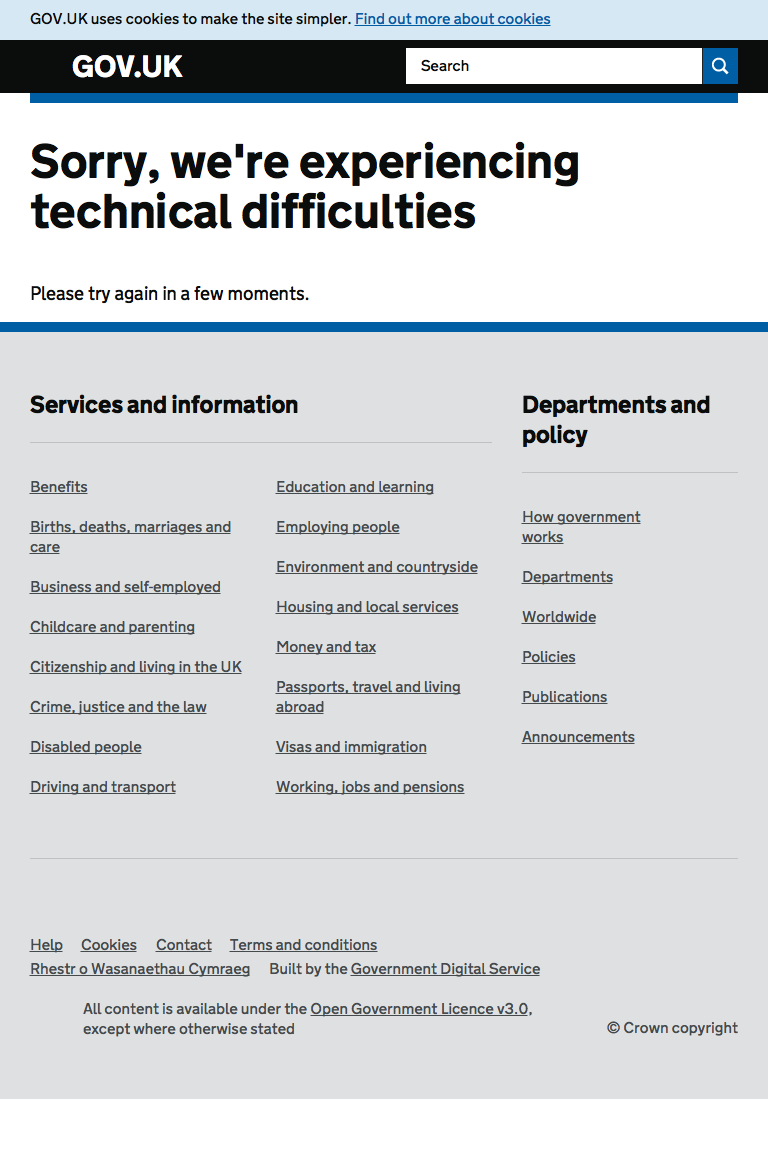 GOV.UK uses cookies to make the site simpler. Find out more about cookies
GOV.UK
Search
Sorry, we're experiencing
technical difficulties
Please try again in a few moments.
Services and information
Benefits
Births, deaths, marriages and
care
Business and self-employed
Childcare and parenting
Citizenship and living in the UK
Crime, justice and the law
Disabled people
Driving and transport
Education and learning
Employing people
Environment and countryside
Housing and local services
Money and tax
Passports, travel and living
abroad
Visas and immigration
Working, jobs and pensions
Departments and
policy
How government
works
Departments
Worldwide
Policies
Publications
Announcements
Help Cookies Contact Terms and conditions
Rhestr o Wasanaethau Cymraeg Built by the Government Digital Service
All content is available under the Open Government Licence v3.0,
except where otherwise stated
© Crown copyright